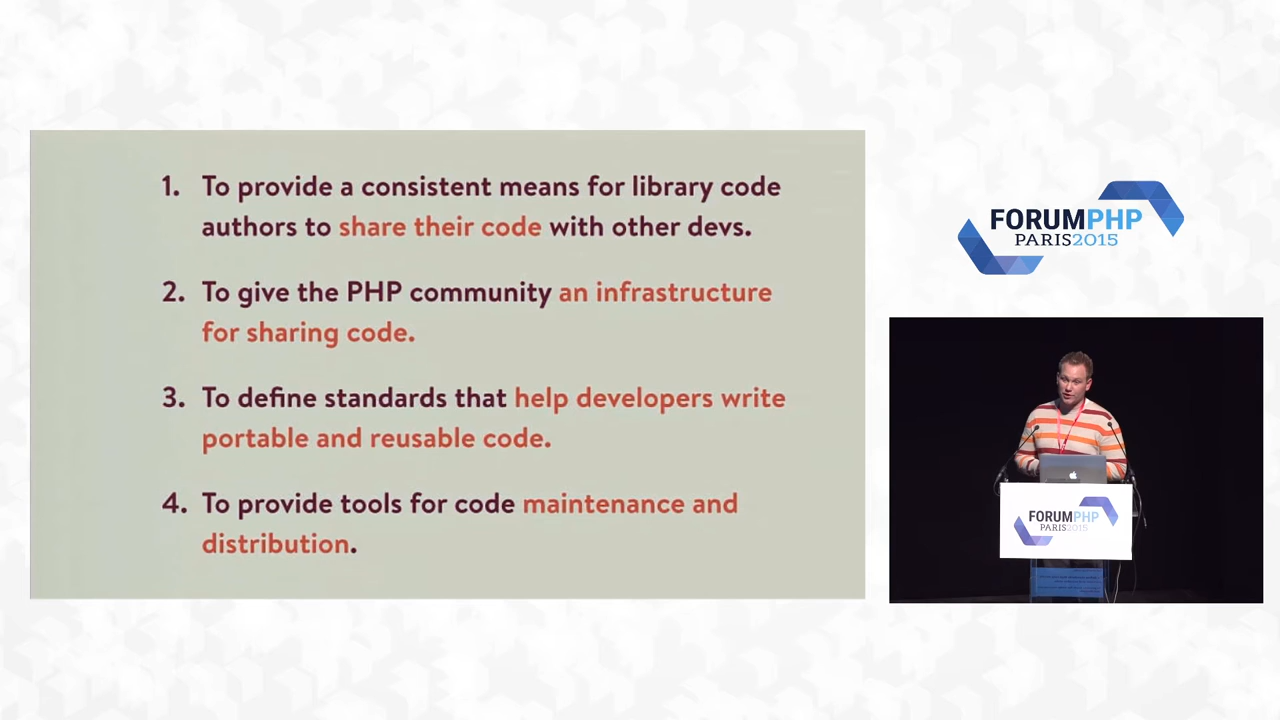 1. To provide a consistent means for library code
authors to share their code with other devs.
2. To give the PHP community an infrastructure
for sharing code.
3. To define standards that help developers write
portable and reusable code.
4. To provide tools for code maintenance and
distribution.
FORUMPHP
PARIS2015
FORUMPHP
PARIS2015